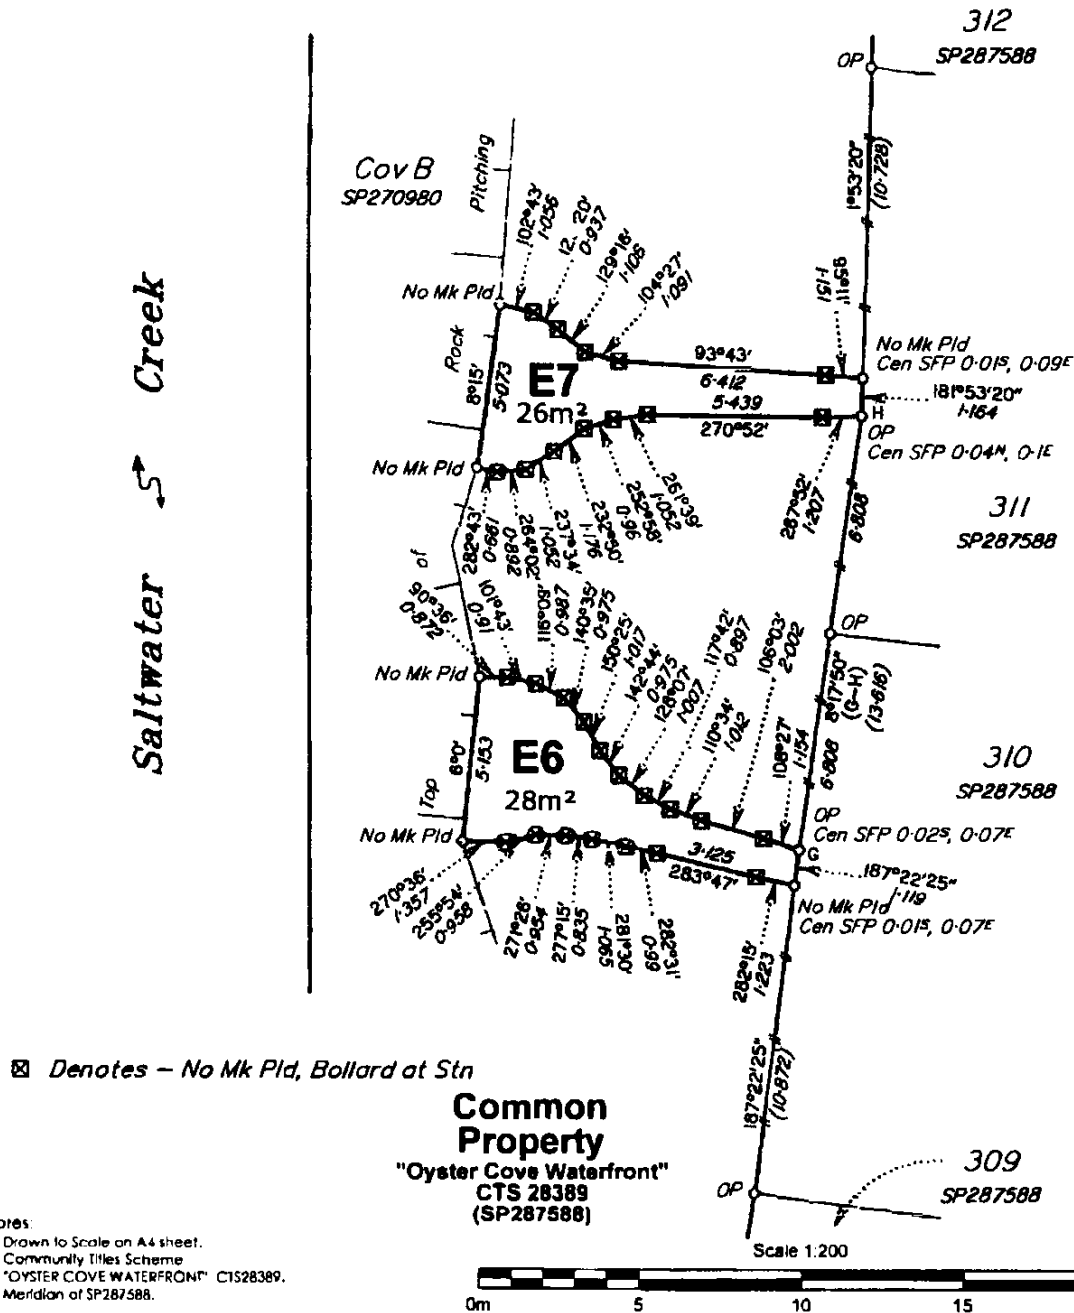 312
SP287588
OP
1°53'20"
(10·728)
Cov B
SP270980
Pitching
102°43'
1·056
20'
0·937
129°16'
1·106
104°27'
1·091
95°11'
1·151
No Mk Pld
Rock
8°15'
5·073
E7
26m²
93°43'
6·412
5·439
270°52'
No Mk Pld
Cen SFP 0·01S, 0·09E
181°53'20"
1·164
H
OP
Cen SFP 0·04N, 0·1E
No Mk Pld
282°43'
0·681
264°02'
0·892
237°34'
1·052
232°50'
1·176
252°58'
0·96
261°39'
1·052
267°52'
1·207
6·808
311
SP287588
Saltwater Creek
of
90°36'
0·872
101°43'
0·91
0·987
140°35'
0·975
150°25'
1·017
142°44'
0·975
128°07'
1·007
117°42'
0·897
110°34'
1·042
106°03'
2·002
108°27'
1·154
OP
8°17'50"
(G-H)
(13·616)
6·808
No Mk Pld
6°0'
5·153
E6
28m²
Top
310
SP287588
OP
Cen SFP 0·02S, 0·07E
G
No Mk Pld
3·125
283°47'
187°22'25"
1·119
No Mk Pld
Cen SFP 0·01S, 0·07E
270°36'
1·357
255°54'
0·958
271°26'
0·954
277°15'
0·835
281°30'
1·065
282°31'
0·99
282°15'
1·223
187°22'25"
(10·872)
Denotes – No Mk Pld, Bollard at Stn
Common
Property
"Oyster Cove Waterfront"
CTS 28389
(SP287588)
309
SP287588
OP
otes:
Drawn to Scale on A4 sheet.
Community Titles Scheme
"OYSTER COVE WATERFRONT" CTS28389.
Meridian of SP287588.
Scale 1:200
0m 5 10 15